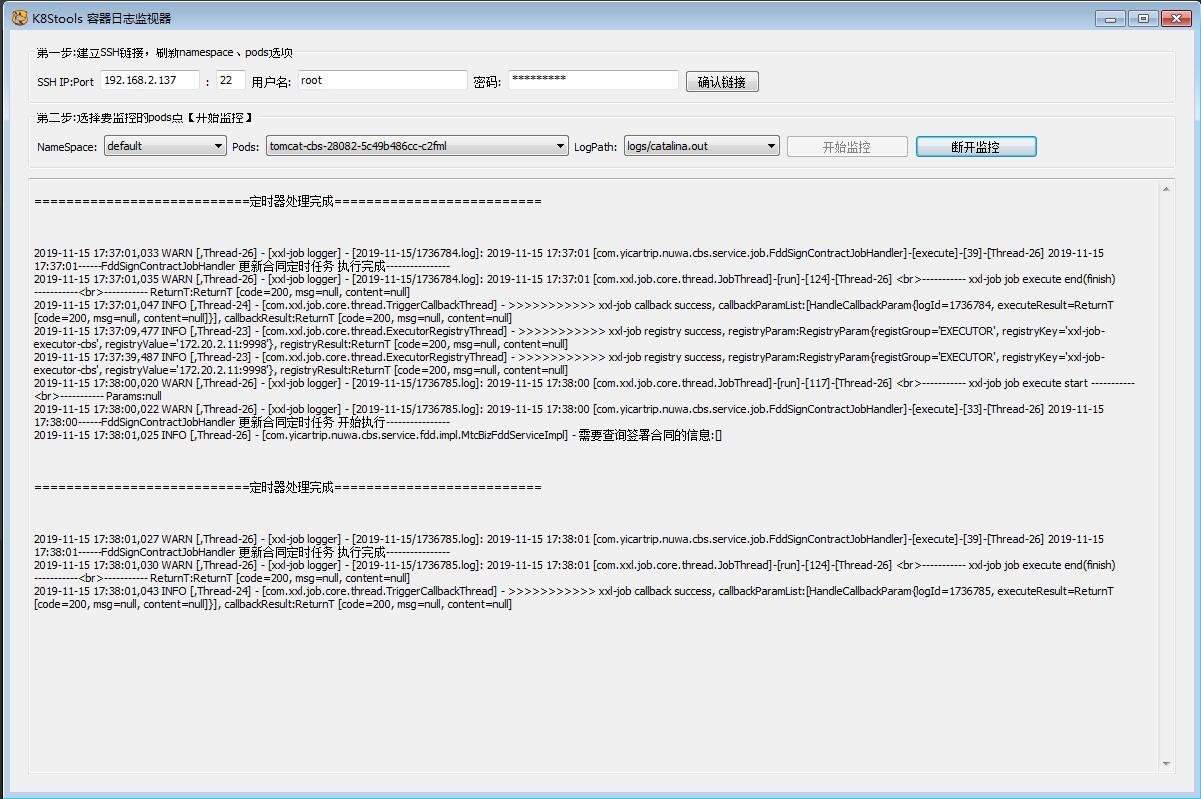 K8Stools 容器日志监视器
第一步:建立SSH链接，刷新namespace、pods选项
SSH IP:Port 192.168.2.137 : 22 用户名: root 密码: ********* 确认链接
第二步:选择要监控的pods点【开始监控】
NameSpace: default Pods: tomcat-cbs-28082-5c49b486cc-c2fml LogPath: logs/catalina.out 开始监控 断开监控
===========================定时器处理完成==========================
2019-11-15 17:37:01,033 WARN [,Thread-26] - [xxl-job logger] - [2019-11-15/1736784.log]: 2019-11-15 17:37:01 [com.yicartrip.nuwa.cbs.service.job.FddSignContractJobHandler]-[execute]-[39]-[Thread-26] 2019-11-15
17:37:01------FddSignContractJobHandler 更新合同定时任务 执行完成----------------
2019-11-15 17:37:01,035 WARN [,Thread-26] - [xxl-job logger] - [2019-11-15/1736784.log]: 2019-11-15 17:37:01 [com.xxl.job.core.thread.JobThread]-[run]-[124]-[Thread-26] <br>----------- xxl-job job execute end(finish)
-----------<br>----------- ReturnT:ReturnT [code=200, msg=null, content=null]
2019-11-15 17:37:01,047 INFO [,Thread-24] - [com.xxl.job.core.thread.TriggerCallbackThread] - >>>>>>>>>>> xxl-job callback success, callbackParamList:[HandleCallbackParam{logId=1736784, executeResult=ReturnT
[code=200, msg=null, content=null]}], callbackResult:ReturnT [code=200, msg=null, content=null]
2019-11-15 17:37:09,477 INFO [,Thread-23] - [com.xxl.job.core.thread.ExecutorRegistryThread] - >>>>>>>>>>> xxl-job registry success, registryParam:RegistryParam{registGroup='EXECUTOR', registryKey='xxl-job-
executor-cbs', registryValue='172.20.2.11:9998'}, registryResult:ReturnT [code=200, msg=null, content=null]
2019-11-15 17:37:39,487 INFO [,Thread-23] - [com.xxl.job.core.thread.ExecutorRegistryThread] - >>>>>>>>>>> xxl-job registry success, registryParam:RegistryParam{registGroup='EXECUTOR', registryKey='xxl-job-
executor-cbs', registryValue='172.20.2.11:9998'}, registryResult:ReturnT [code=200, msg=null, content=null]
2019-11-15 17:38:00,020 WARN [,Thread-26] - [xxl-job logger] - [2019-11-15/1736785.log]: 2019-11-15 17:38:00 [com.xxl.job.core.thread.JobThread]-[run]-[117]-[Thread-26] <br>----------- xxl-job job execute start -----------
<br>----------- Params:null
2019-11-15 17:38:00,022 WARN [,Thread-26] - [xxl-job logger] - [2019-11-15/1736785.log]: 2019-11-15 17:38:00 [com.yicartrip.nuwa.cbs.service.job.FddSignContractJobHandler]-[execute]-[33]-[Thread-26] 2019-11-15
17:38:00------FddSignContractJobHandler 更新合同定时任务 开始执行----------------
2019-11-15 17:38:01,025 INFO [,Thread-26] - [com.yicartrip.nuwa.cbs.service.fdd.impl.MtcBizFddServiceImpl] - 需要查询签署合同的信息:[]
===========================定时器处理完成==========================
2019-11-15 17:38:01,027 WARN [,Thread-26] - [xxl-job logger] - [2019-11-15/1736785.log]: 2019-11-15 17:38:01 [com.yicartrip.nuwa.cbs.service.job.FddSignContractJobHandler]-[execute]-[39]-[Thread-26] 2019-11-15
17:38:01------FddSignContractJobHandler 更新合同定时任务 执行完成----------------
2019-11-15 17:38:01,030 WARN [,Thread-26] - [xxl-job logger] - [2019-11-15/1736785.log]: 2019-11-15 17:38:01 [com.xxl.job.core.thread.JobThread]-[run]-[124]-[Thread-26] <br>----------- xxl-job job execute end(finish)
-----------<br>----------- ReturnT:ReturnT [code=200, msg=null, content=null]
2019-11-15 17:38:01,043 INFO [,Thread-24] - [com.xxl.job.core.thread.TriggerCallbackThread] - >>>>>>>>>>> xxl-job callback success, callbackParamList:[HandleCallbackParam{logId=1736785, executeResult=ReturnT
[code=200, msg=null, content=null]}], callbackResult:ReturnT [code=200, msg=null, content=null]